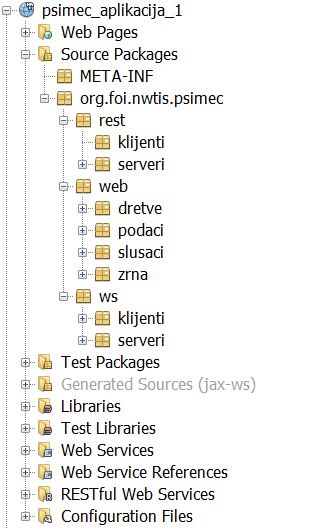 psimec_aplikacija_1
Web Pages
Source Packages
META-INF
org.foi.nwtis.psimec
rest
klijenti
serveri
web
dretve
podaci
slusaci
zrna
ws
klijenti
serveri
Test Packages
Generated Sources (jax-ws)
Libraries
Test Libraries
Web Services
Web Service References
RESTful Web Services
Configuration Files